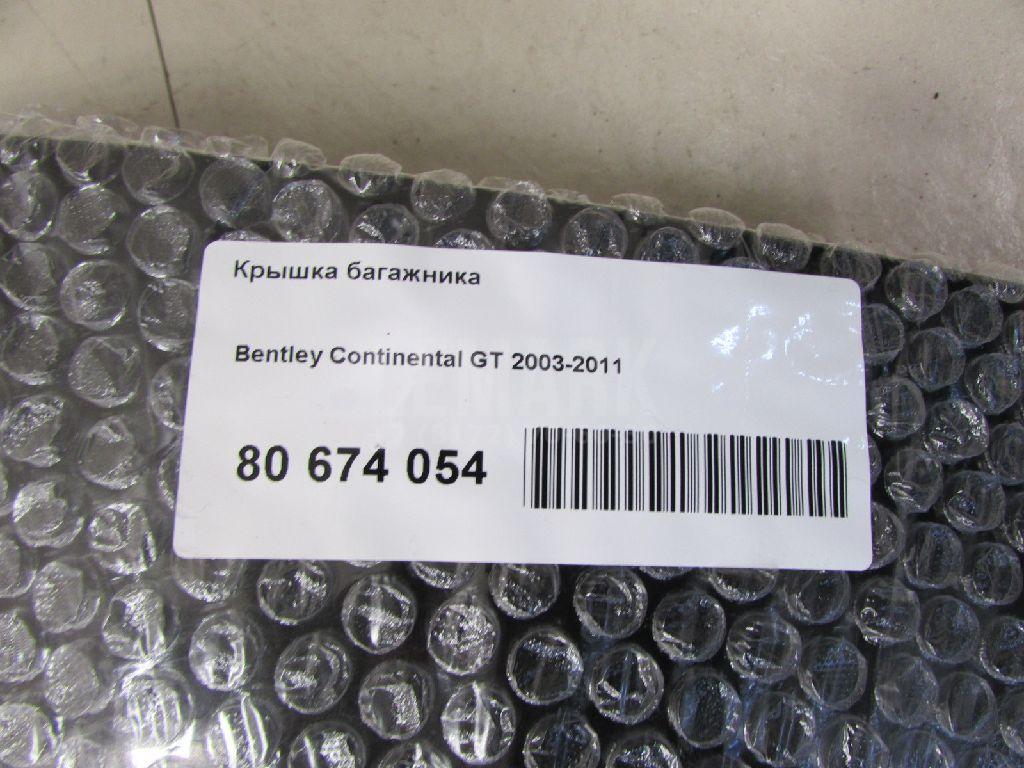 Крышка багажника
Bentley Continental GT 2003-2011
80 674 054